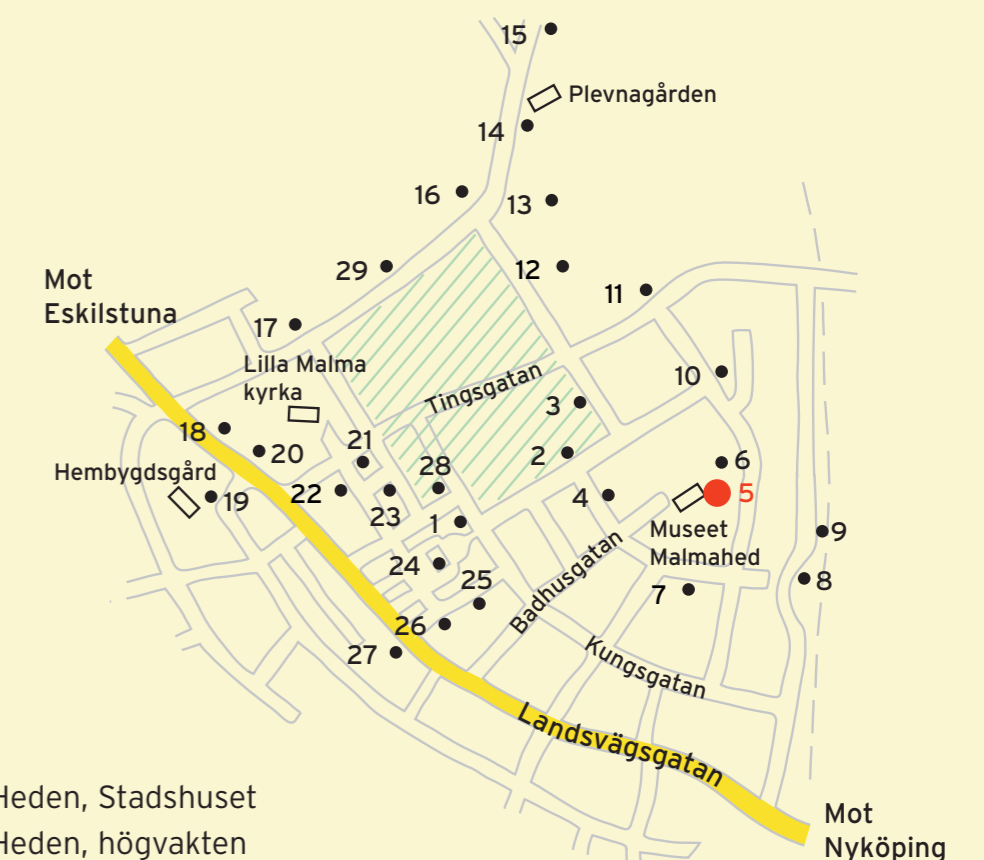 15
Plevnagården
14
16
13
29
12
11
Mot
Eskilstuna
17
Lilla Malma
kyrka
10
Tingsgatan
3
18
21
20
2
6
Hembygdsgård
28
19
22
23
4
5
1
Museet
Malmahed
9
24
25
Badhusgatan
7
8
26
27
Kungsgatan
Landsvägsgatan
Heden, Stadshuset
Mot
Nyköping
Heden, högvakten